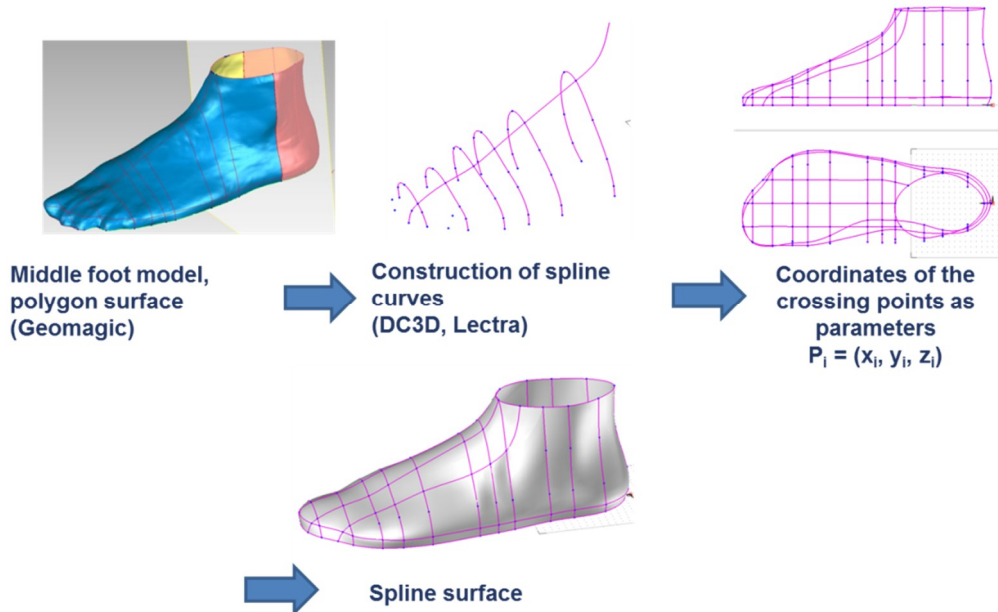 Middle foot model,
polygon surface
(Geomagic)
Construction of spline
curves
(DC3D, Lectra)
Coordinates of the
crossing points as
parameters
Pᵢ = (xᵢ, yᵢ, zᵢ)
Spline surface